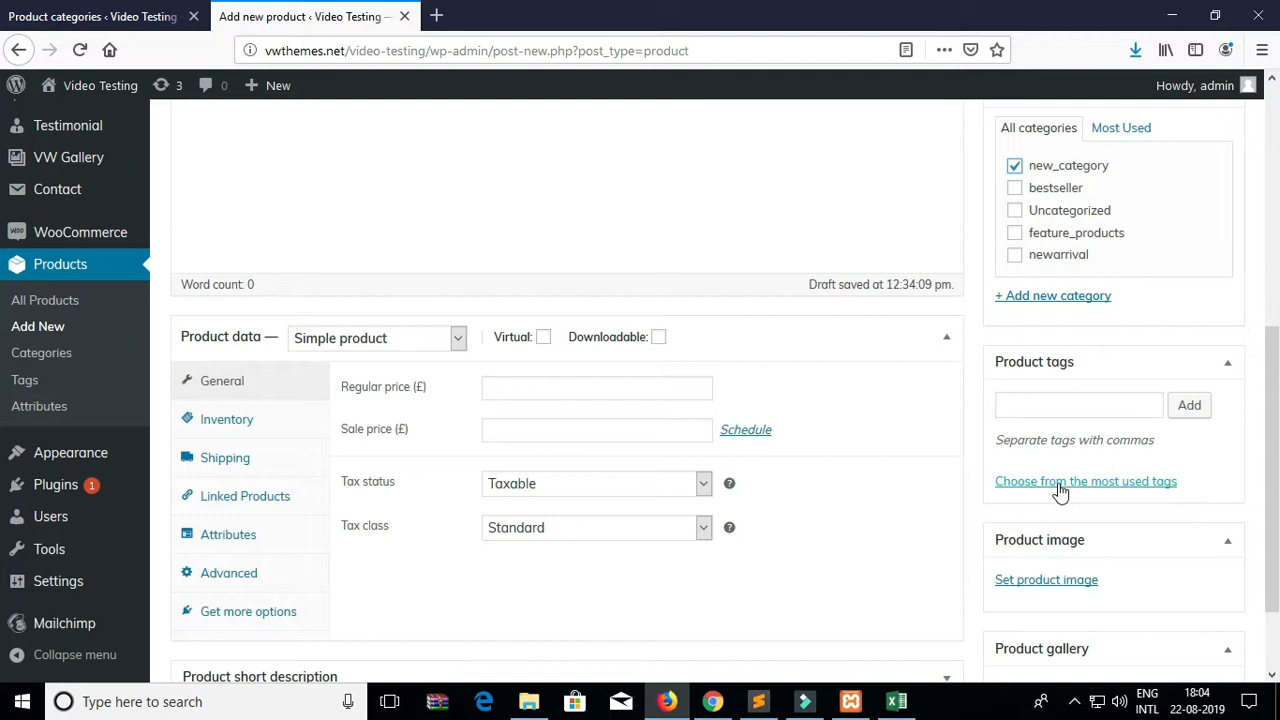 Product categories ‹ Video Testing
Add new product ‹ Video Testing —
vwthemes.net/video-testing/wp-admin/post-new.php?post_type=product
Video Testing
3
0
New
Howdy, admin
Testimonial
VW Gallery
Contact
WooCommerce
Products
All Products
Add New
Categories
Tags
Attributes
Appearance
Plugins 1
Users
Tools
Settings
Mailchimp
Collapse menu
Word count: 0
Draft saved at 12:34:09 pm.
Product data — Simple product Virtual: Downloadable:
General
Inventory
Shipping
Linked Products
Attributes
Advanced
Get more options
Regular price (£)
Sale price (£) Schedule
Tax status Taxable ?
Tax class Standard ?
Product short description
All categories Most Used
new_category
bestseller
Uncategorized
feature_products
newarrival
+ Add new category
Product tags
Add
Separate tags with commas
Choose from the most used tags
Product image
Set product image
Product gallery
Type here to search
ENG
INTL
18:04
22-08-2019